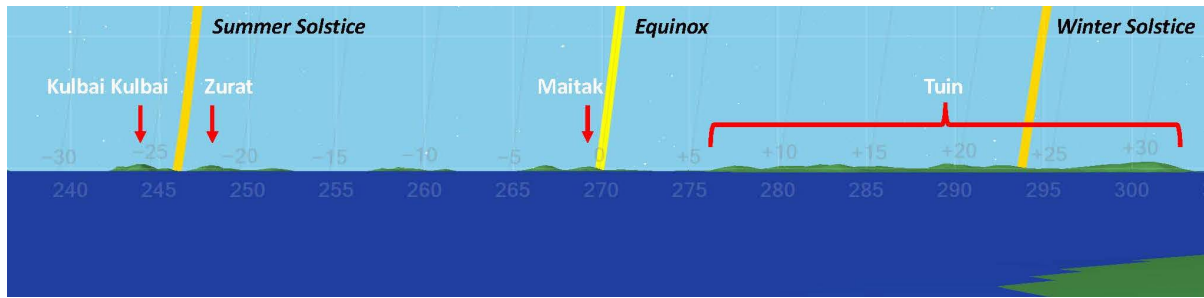 Summer Solstice Equinox Winter Solstice
Kulbai Kulbai Zurat Maitak Tuin
−30 −25 −20 −15 −10 −5 0 +5 +10 +15 +20 +25 +30
240 245 250 255 260 265 270 275 280 285 290 295 300